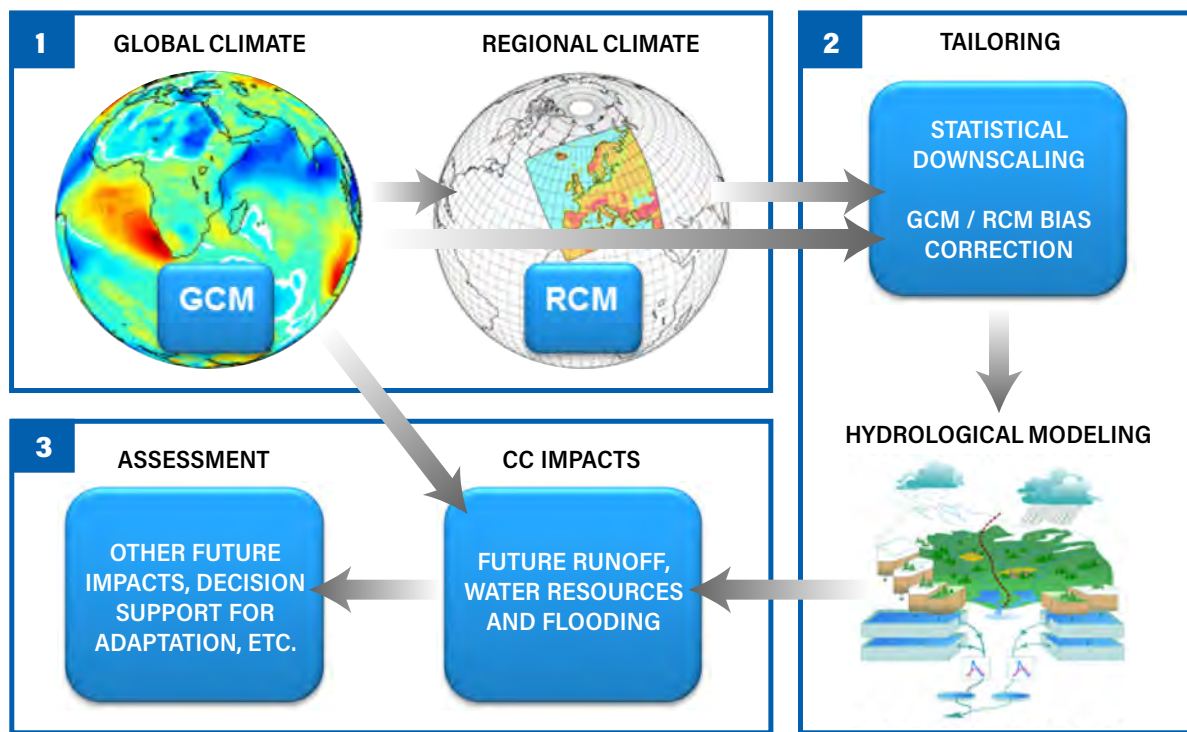 1
GLOBAL CLIMATE
REGIONAL CLIMATE
GCM
RCM
2
TAILORING
STATISTICAL
DOWNSCALING
GCM / RCM BIAS
CORRECTION
HYDROLOGICAL MODELING
3
ASSESSMENT
CC IMPACTS
OTHER FUTURE
IMPACTS, DECISION
SUPPORT FOR
ADAPTATION, ETC.
FUTURE RUNOFF,
WATER RESOURCES
AND FLOODING